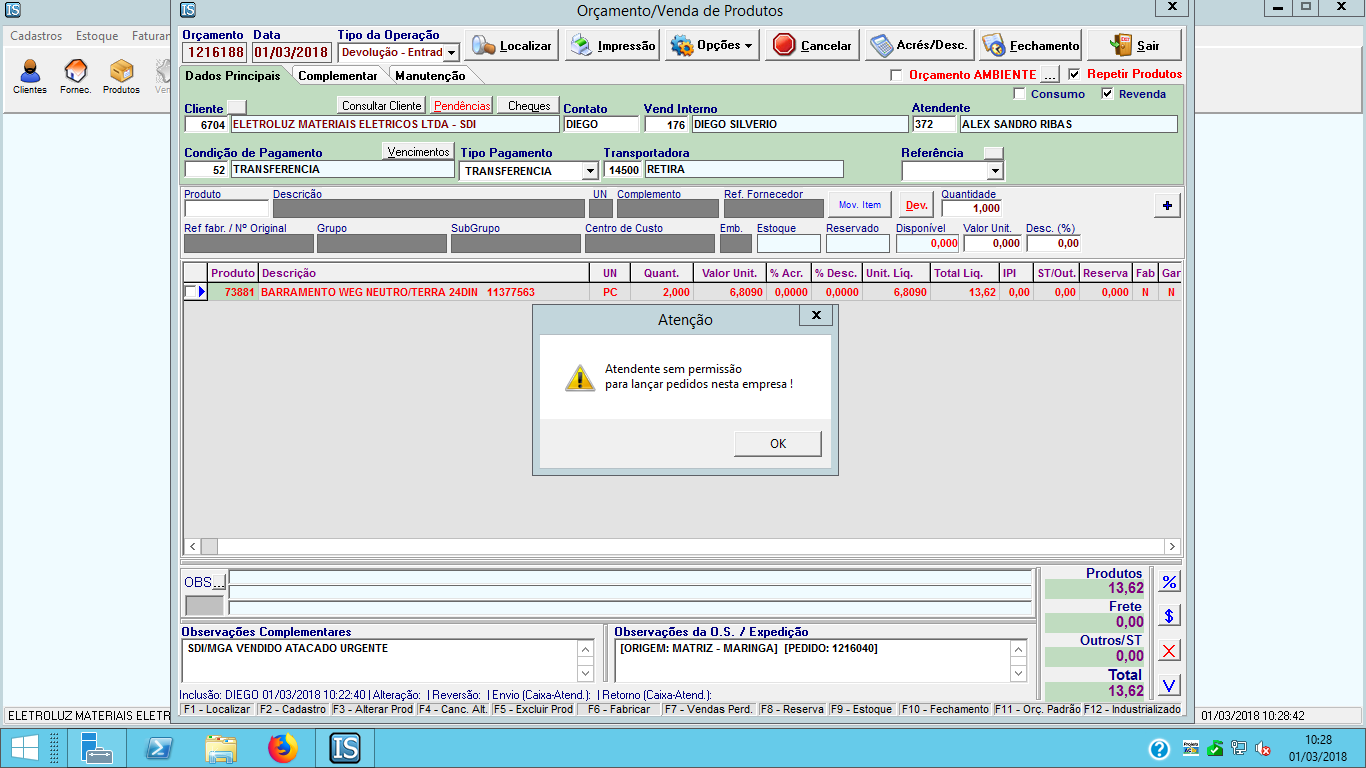 IS
Orçamento/Venda de Produtos
x
Cadastros Estoque Faturar
Clientes Fornec. Produtos Ven
Orçamento Data Tipo da Operação
1216188 01/03/2018 Devolução - Entrad
Localizar Impressão Opções Cancelar Acrés/Desc. Fechamento Sair
Dados Principais Complementar Manutenção
Orçamento AMBIENTE ... Repetir Produtos
Consumo Revenda
Cliente Consultar Cliente Pendências Cheques Contato Vend Interno Atendente
6704 ELETROLUZ MATERIAIS ELETRICOS LTDA - SDI DIEGO 176 DIEGO SILVERIO 372 ALEX SANDRO RIBAS
Condição de Pagamento Vencimentos Tipo Pagamento Transportadora Referência
52 TRANSFERENCIA TRANSFERENCIA 14500 RETIRA
Produto Descrição UN Complemento Ref. Fornecedor Mov. Item Dev. Quantidade
1,000 +
Ref fabr. / Nº Original Grupo SubGrupo Centro de Custo Emb. Estoque Reservado Disponível Valor Unit. Desc. (%)
0,000 0,000 0,00
Produto Descrição UN Quant. Valor Unit. % Acr. % Desc. Unit. Liq. Total Liq. IPI ST/Out. Reserva Fab Gar
73881 BARRAMENTO WEG NEUTRO/TERRA 24DIN 11377563 PC 2,000 6,8090 0,0000 0,0000 6,8090 13,62 0,00 0,00 0,000 N N
Atenção x
Atendente sem permissão
para lançar pedidos nesta empresa !
OK
OBS...
Produtos
13,62 %
Frete
0,00 $
Outros/ST
0,00 X
Total
13,62 V
Observações Complementares
SDI/MGA VENDIDO ATACADO URGENTE
Observações da O.S. / Expedição
[ORIGEM: MATRIZ - MARINGA] [PEDIDO: 1216040]
Inclusão: DIEGO 01/03/2018 10:22:40 | Alteração: | Reversão: | Envio (Caixa-Atend.): | Retorno (Caixa-Atend.):
F1 - Localizar F2 - Cadastro F3 - Alterar Prod F4 - Canc. Alt. F5 - Excluir Prod F6 - Fabricar F7 - Vendas Perd. F8 - Reserva F9 - Estoque F10 - Fechamento F11 - Orç. Padrão F12 - Industrializado
ELETROLUZ MATERIAIS ELETR
01/03/2018 10:28:42
IS
10:28
01/03/2018